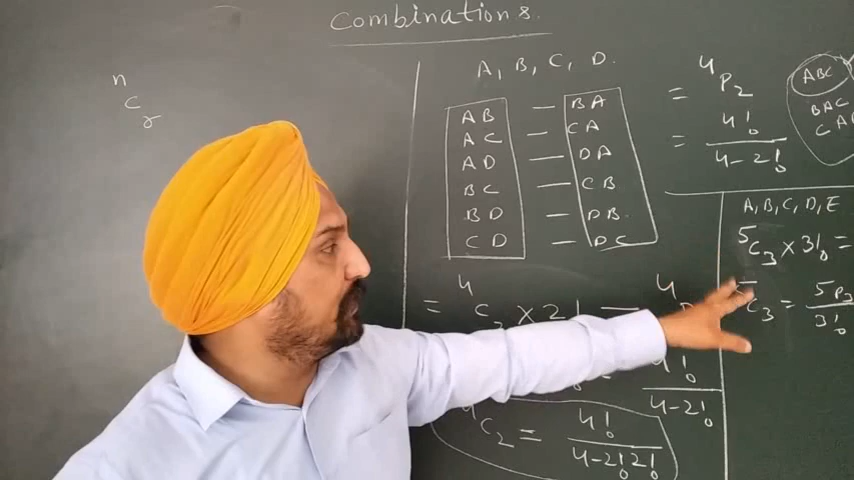 Combinations.
n
C
r
A, B, C, D.
AB — BA
AC — CA
AD — DA
BC — CB
BD — DB
CD — DC
= 4P2
= 4! / 4-2!
ABC
BAC
CAB
A, B, C, D, E
5C3 × 3! =
C3 = 5P3 / 3!
= 4C2 × 2! = 4
4! / 4-2!
4C2 = 4! / 4-2! 2!